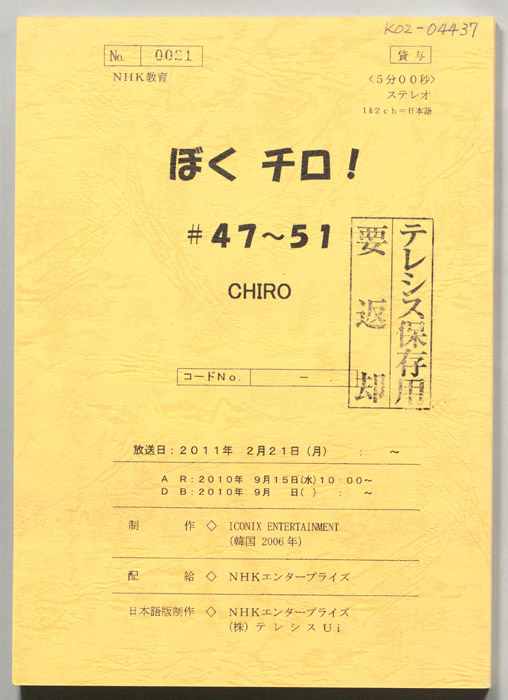 KO2-04437
No. 0021
貸与
NHK教育
〈5分00秒〉
ステレオ
1&2ch=日本語
ぼく チロ!
#47~51
CHIRO
テレシス保存用
要返却
コードNo. −
放送日:2011年 2月21日(月) : ~
A R:2010年 9月15日(水)10:00~
D B:2010年 9月 日( ) : ~
制 作 ◇ ICONIX ENTERTAINMENT
(韓国 2006年)
配 給 ◇ NHKエンタープライズ
日本語版制作 ◇ NHKエンタープライズ
(株)テレシスUi